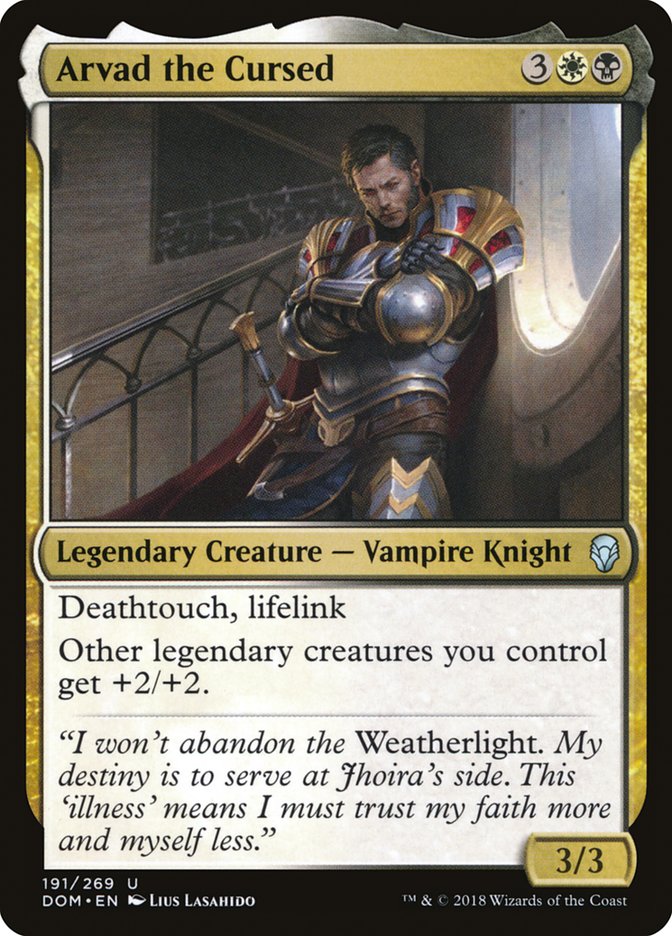 Arvad the Cursed 3
Legendary Creature — Vampire Knight
Deathtouch, lifelink
Other legendary creatures you control
get +2/+2.
“I won’t abandon the Weatherlight. My
destiny is to serve at Jhoira’s side. This
‘illness’ means I must trust my faith more
and myself less.”
3/3
191/269 U
DOM • EN Lius Lasahido
™ & © 2018 Wizards of the Coast